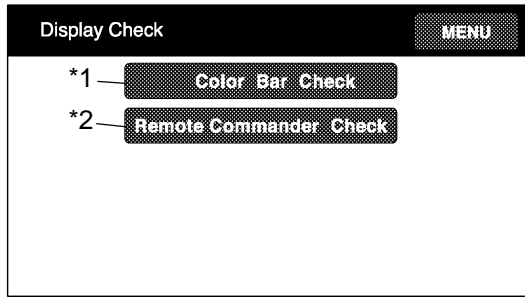 Display Check MENU
*1 Color Bar Check
*2 Remote Commander Check